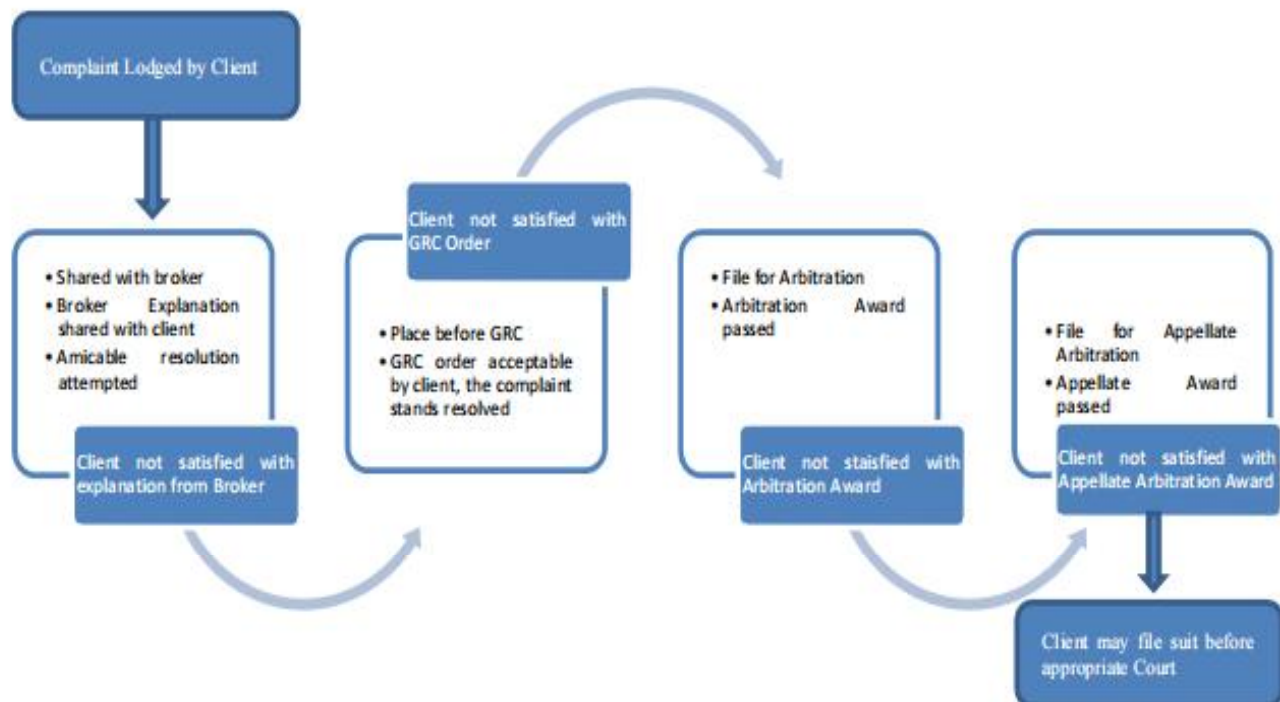 Complaint Lodged by Client
• Shared with broker
• Broker Explanation
shared with client
• Amicable resolution
attempted
Client not satisfied with
explanation from Broker
Client not satisfied with
GRC Order
• Place before GRC
• GRC order acceptable
by client, the complaint
stands resolved
• File for Arbitration
• Arbitration Award
passed
Client not staisfied with
Arbitration Award
• File for Appellate
Arbitration
• Appellate Award
passed
Client not satisfied with
Appellate Arbitration Award
Client may file suit before
appropriate Court